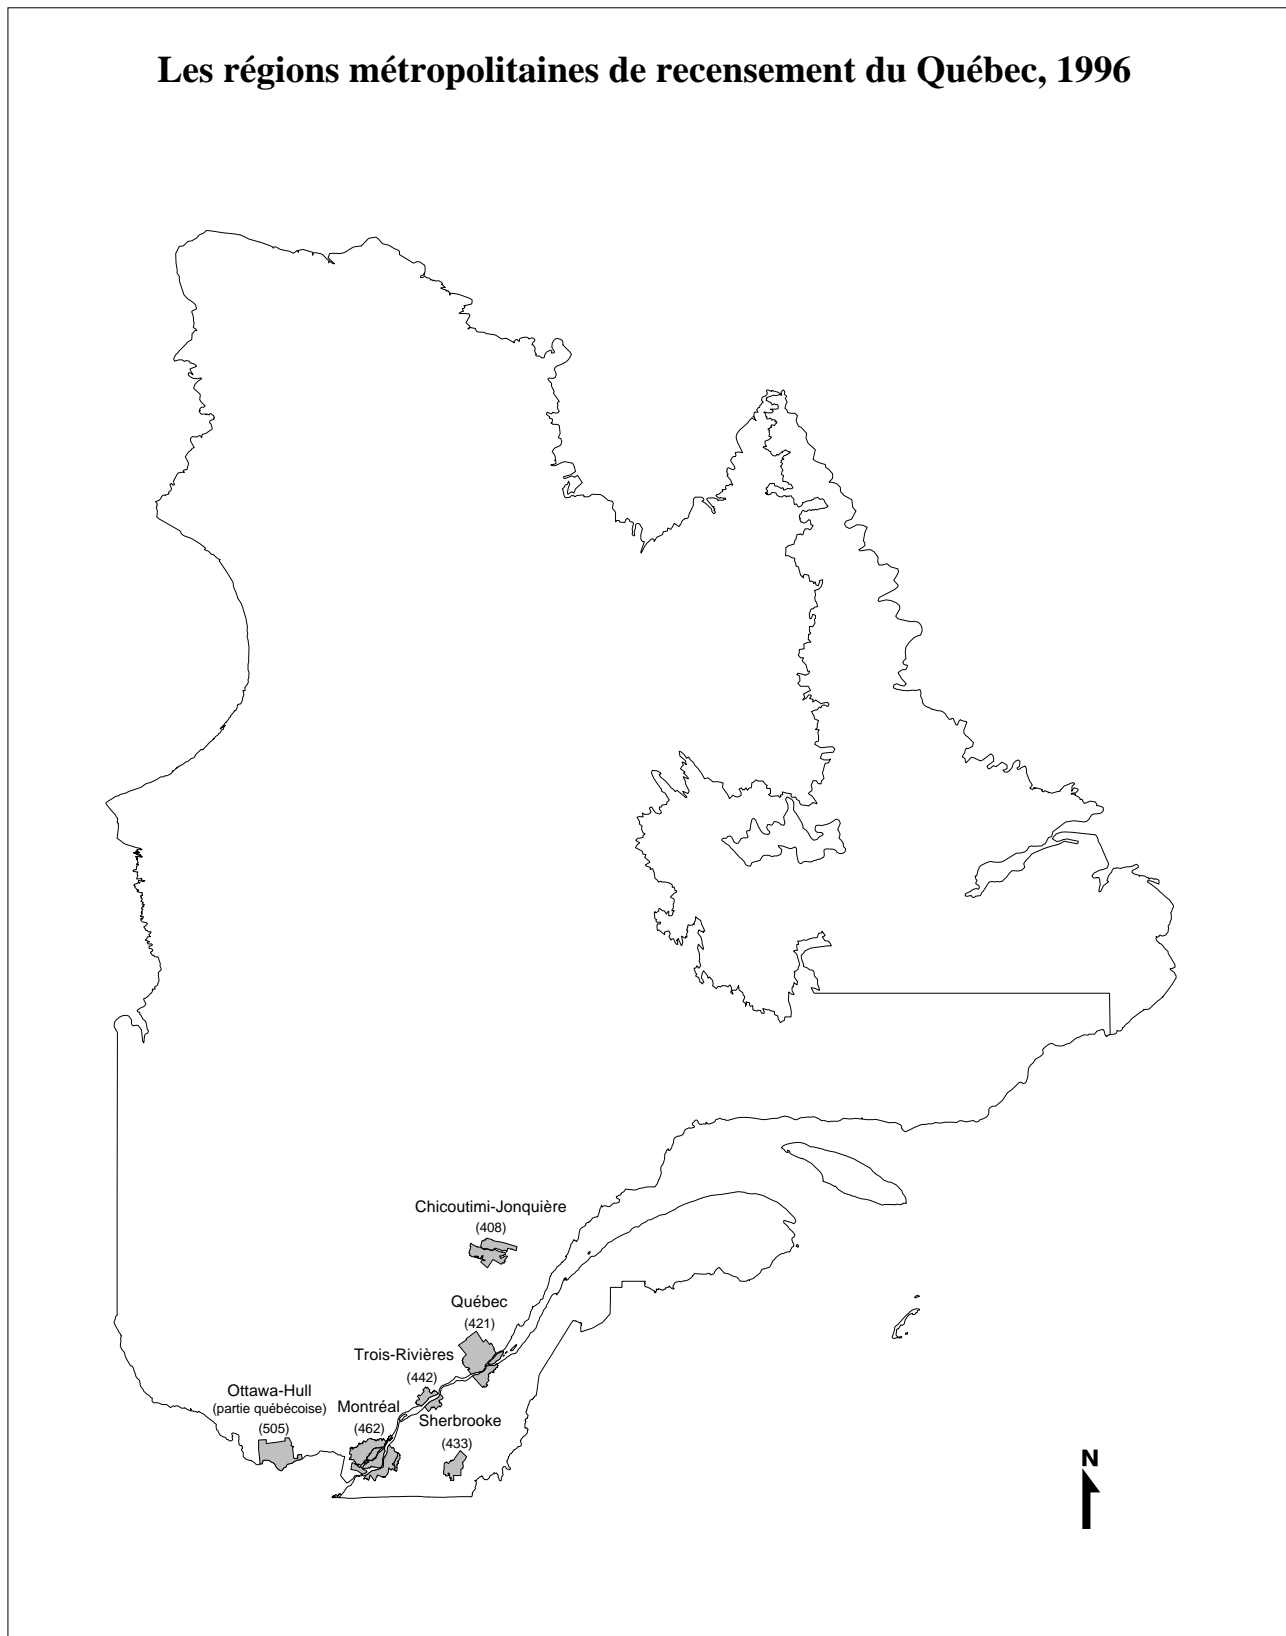 Les régions métropolitaines de recensement du Québec, 1996
Chicoutimi-Jonquière
(408)
Québec
(421)
Trois-Rivières
(442)
Ottawa-Hull
(partie québécoise)
(505)
Montréal
(462)
Sherbrooke
(433)
N